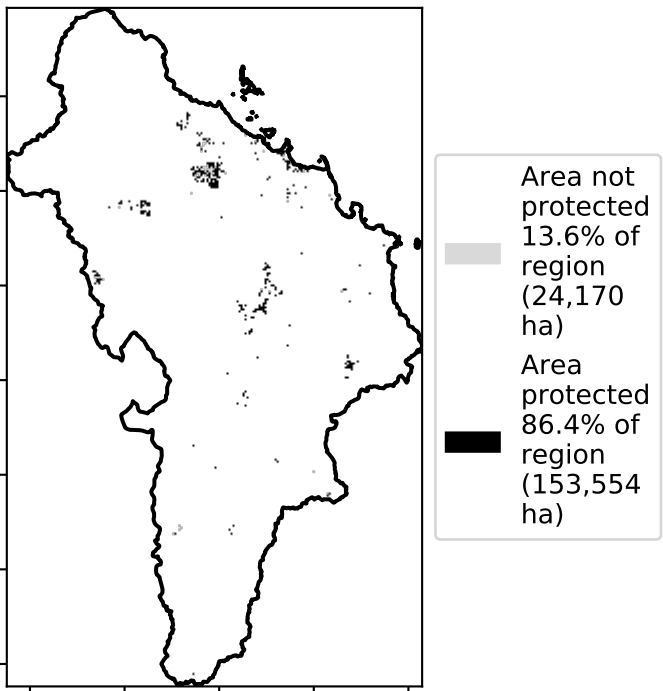 Area not
protected
13.6% of
region
(24,170
ha)
Area
protected
86.4% of
region
(153,554
ha)